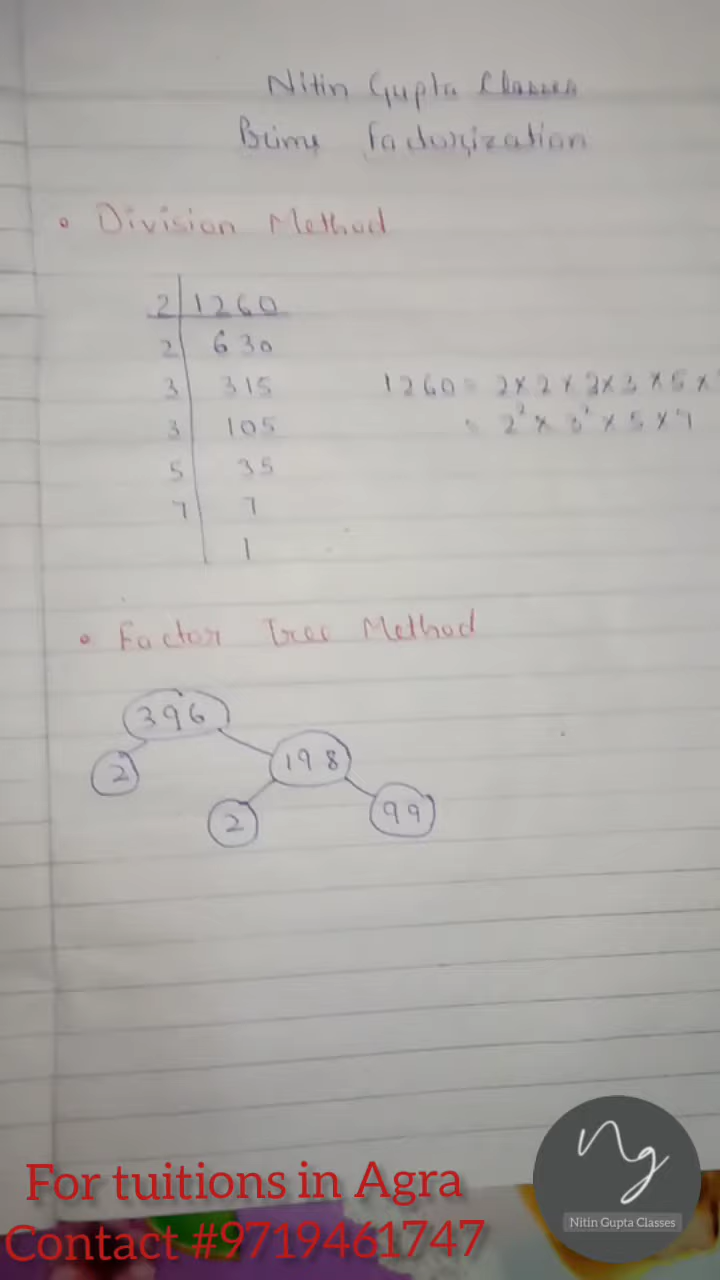 Nitin Gupta Classes
Prime factorization
• Division Method
2 1260
2 630
3 315
3 105
5 35
7 7
1
1260 = 2 x 2 x 3 x 3 x 5 x
= 2² x 3² x 5 x 7
• Factor Tree Method
396
2 198
2 99
ng
Nitin Gupta Classes
For tuitions in Agra
Contact #9719461747